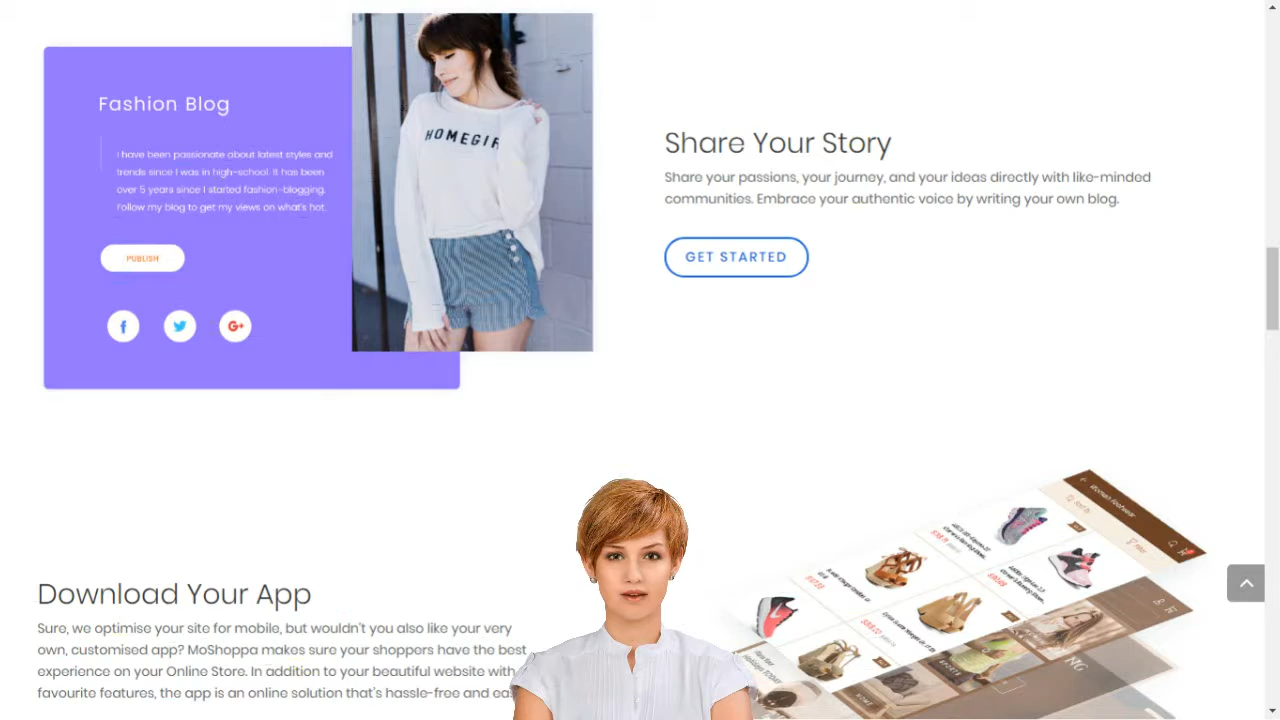 Fashion Blog
I have been passionate about latest styles and
trends since I was in high-school. It has been
over 5 years since I started fashion-blogging.
Follow my blog to get my views on what's hot.
PUBLISH
HOMEGIR
Share Your Story
Share your passions, your journey, and your ideas directly with like-minded
communities. Embrace your authentic voice by writing your own blog.
GET STARTED
Women Footwear
Sort By
Filter
Download Your App
Sure, we optimise your site for mobile, but wouldn't you also like your very
own, customised app? MoShoppa makes sure your shoppers have the best
experience on your Online Store. In addition to your beautiful website with
favourite features, the app is an online solution that's hassle-free and